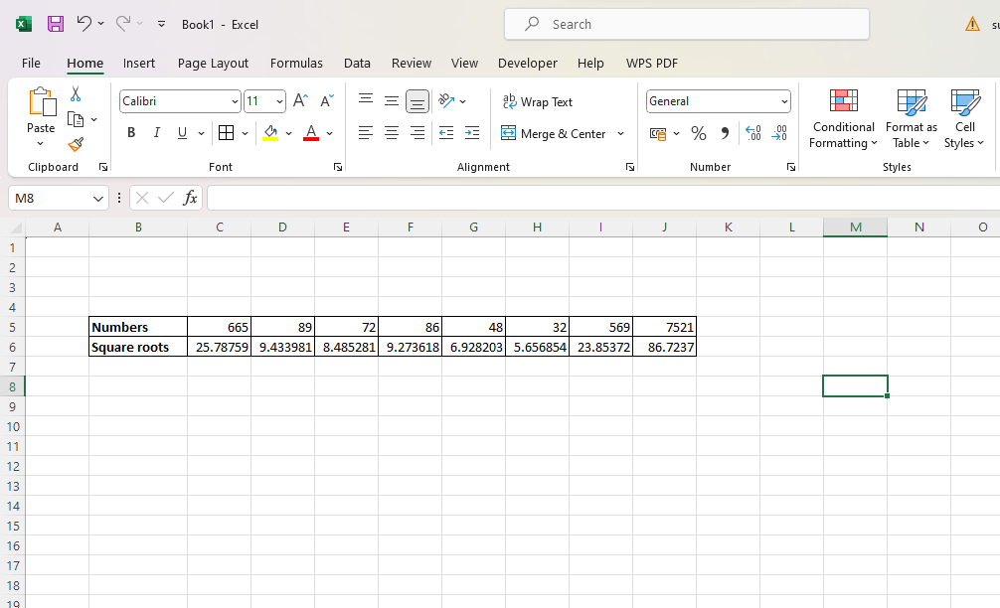 Book1 - Excel
Search
File Home Insert Page Layout Formulas Data Review View Developer Help WPS PDF
Paste
Clipboard
Calibri 11
B I U A
Font
Wrap Text
Merge & Center
Alignment
General
% .00 .00
Number
Conditional Formatting
Format as Table
Cell Styles
Styles
M8 fx
A B C D E F G H I J K L M N O
1
2
3
4
5 Numbers 665 89 72 86 48 32 569 7521
6 Square roots 25.78759 9.433981 8.485281 9.273618 6.928203 5.656854 23.85372 86.7237
7
8
9
10
11
12
13
14
15
16
17
18
19